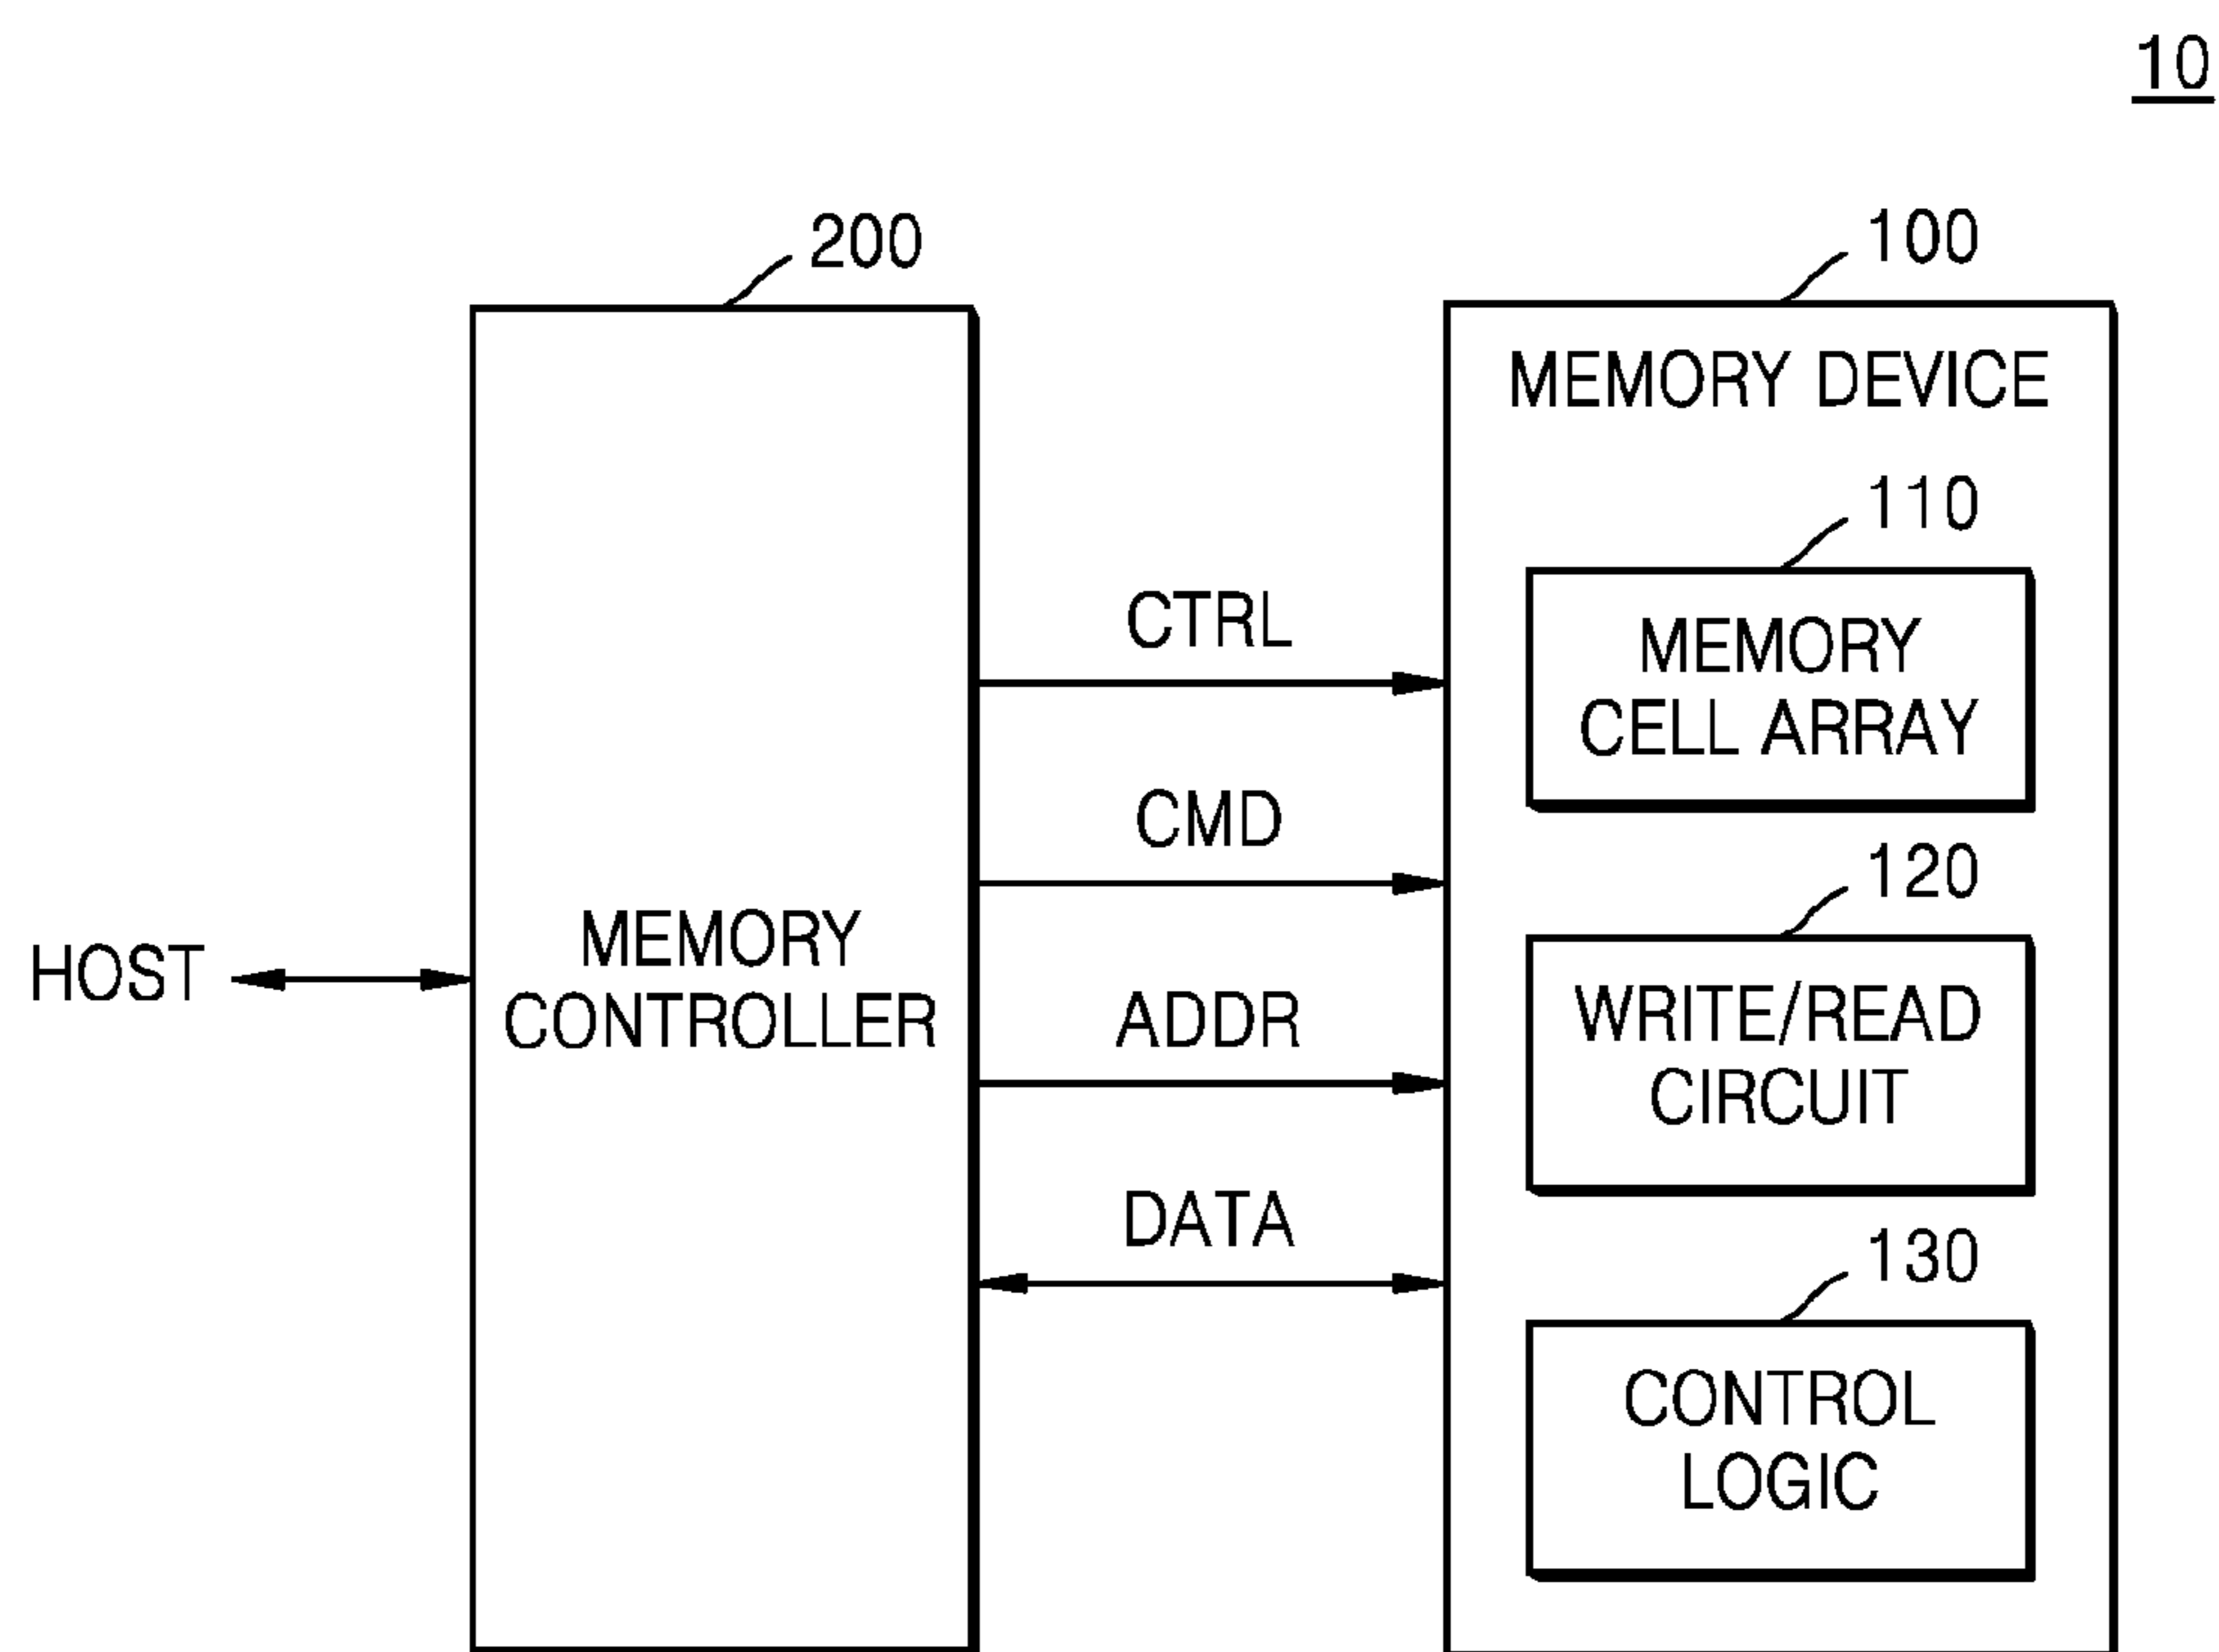 10
200
100
MEMORY DEVICE
110
CTRL
MEMORY
CELL ARRAY
CMD
120
MEMORY
CONTROLLER
HOST
ADDR
WRITE/READ
CIRCUIT
DATA
130
CONTROL
LOGIC